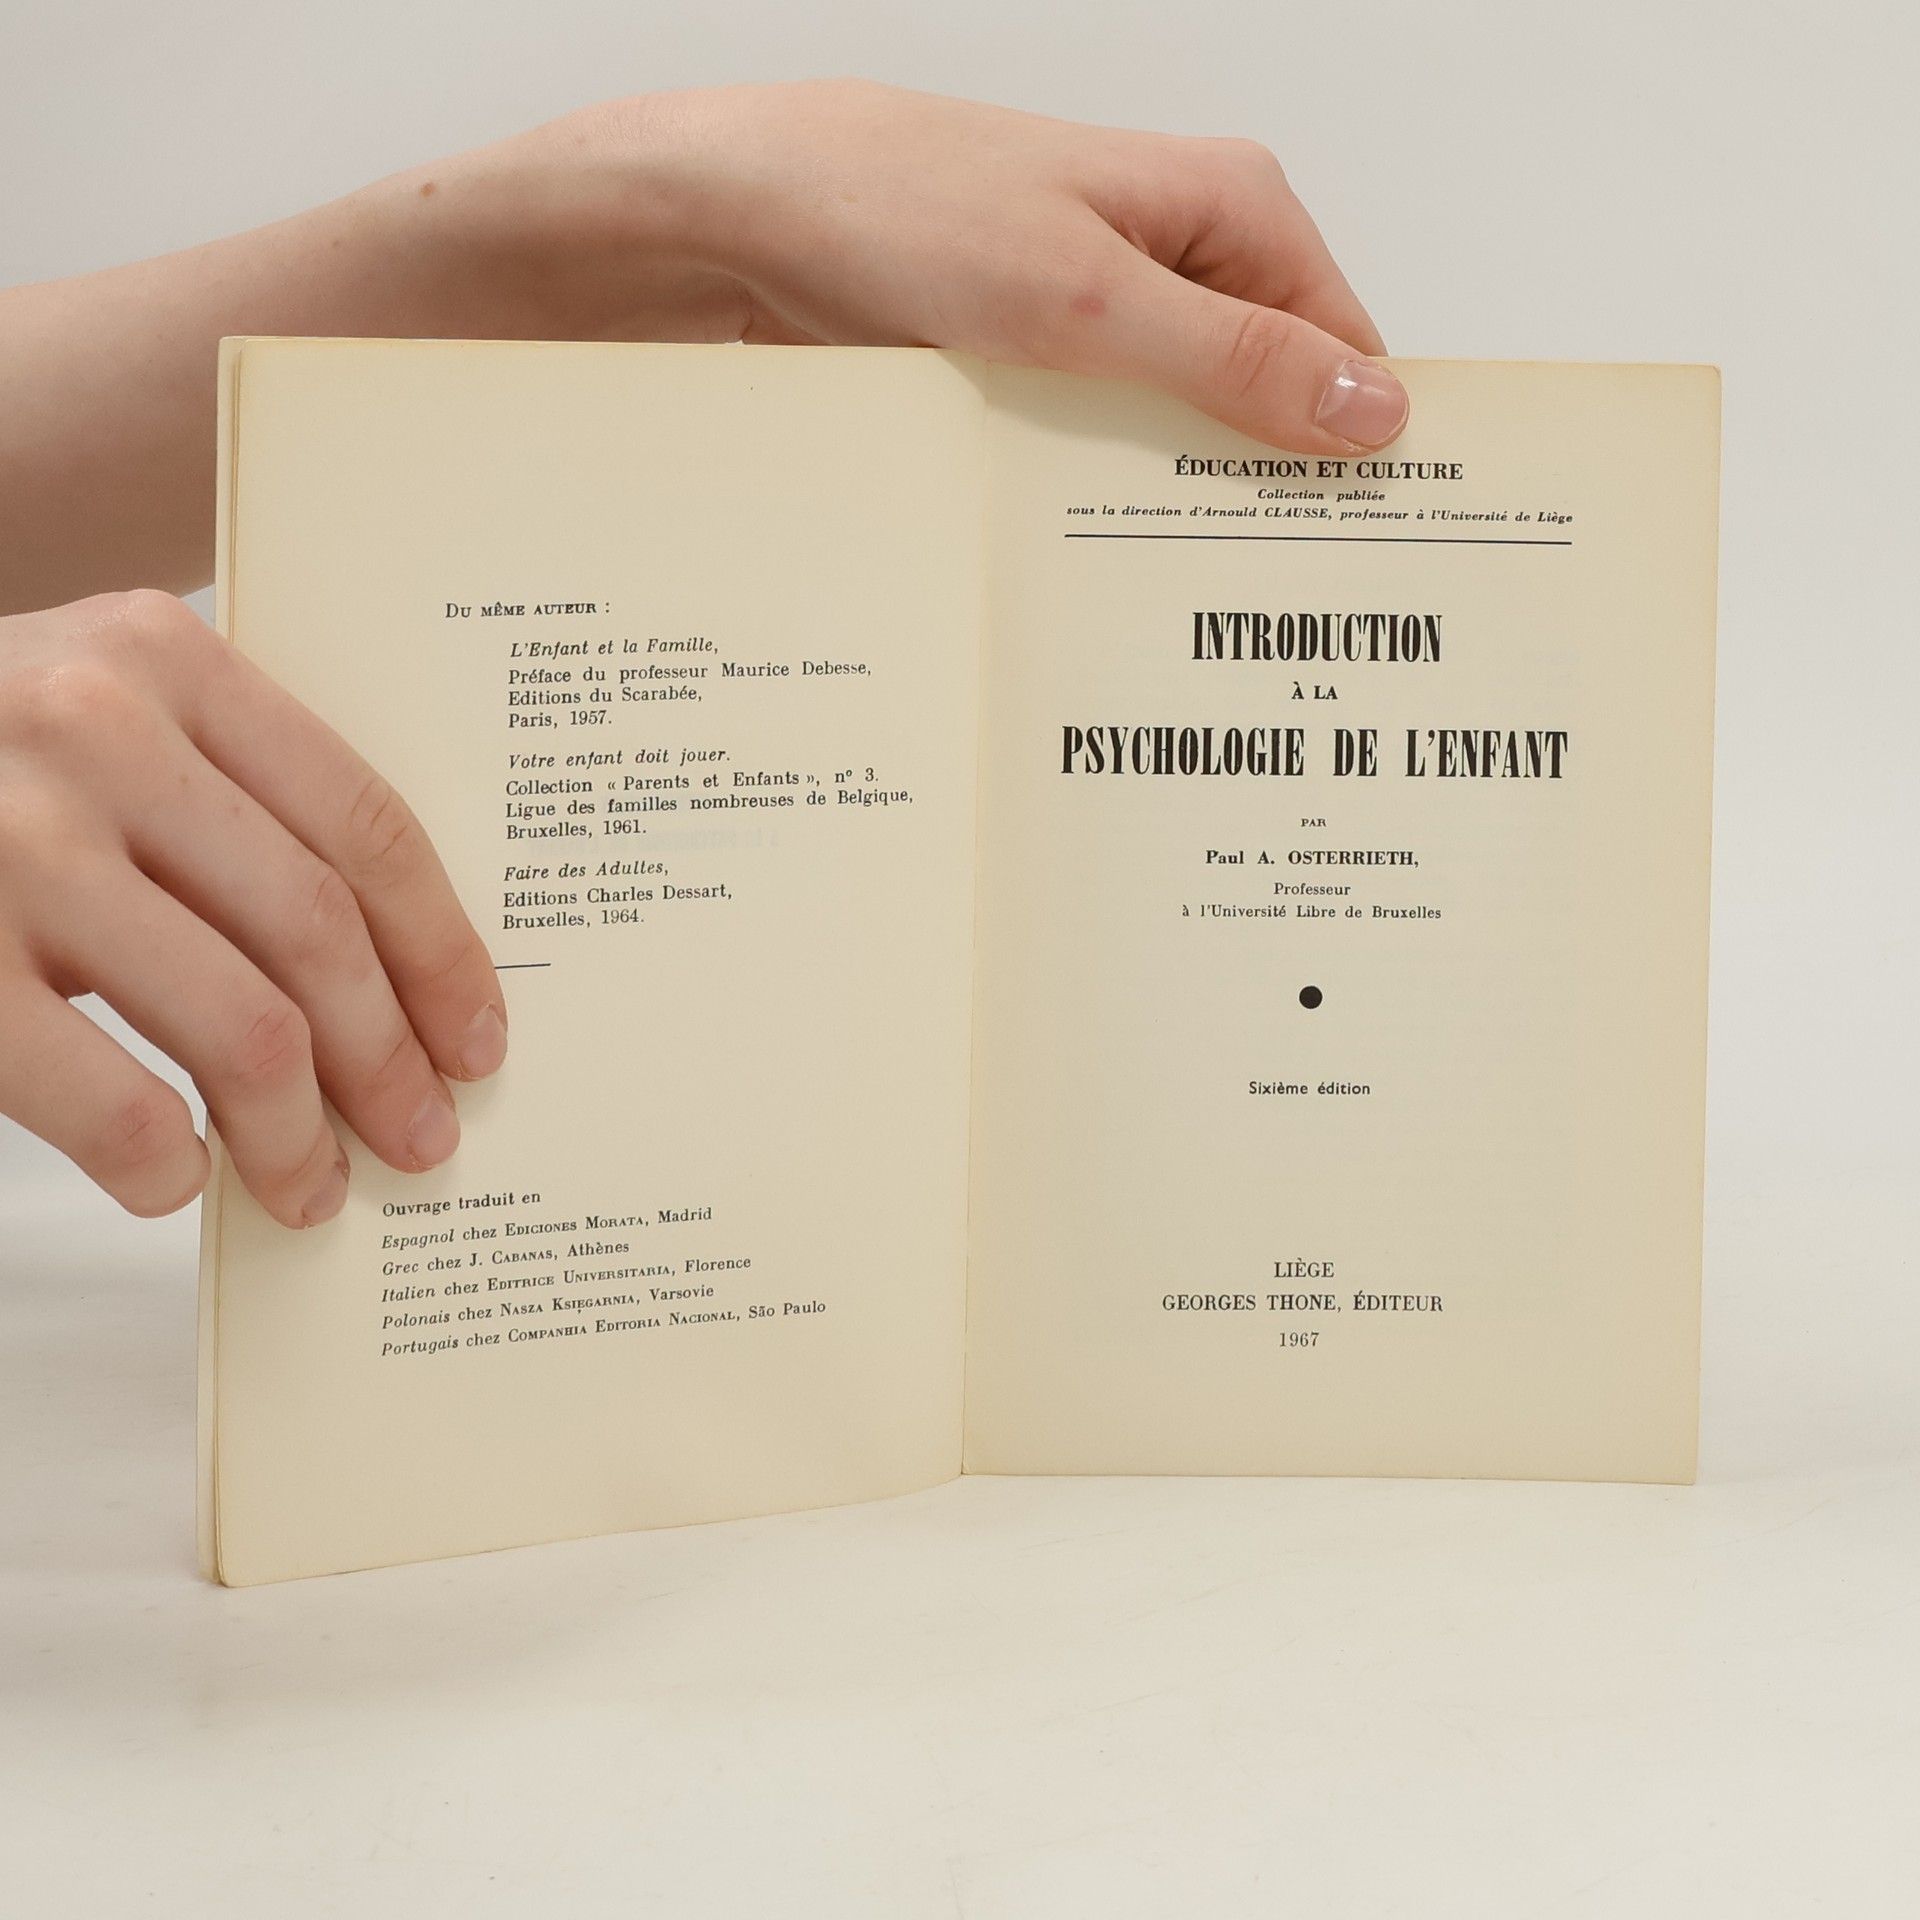 DU MÊME AUTEUR :
L'Enfant et la Famille,
Préface du professeur Maurice Debesse,
Editions du Scarabée,
Paris, 1957.
Votre enfant doit jouer.
Collection « Parents et Enfants », nº 3.
Ligue des familles nombreuses de Belgique,
Bruxelles, 1961.
Faire des Adultes,
Editions Charles Dessart,
Bruxelles, 1964.
Ouvrage traduit en
Espagnol chez EDICIONES MORATA, Madrid
Grec chez J. CABANAS, Athènes
Italien chez EDITRICE UNIVERSITARIA, Florence
Polonais chez NASZA KSIĘGARNIA, Varsovie
Portugais chez COMPANHIA EDITORIA NACIONAL, São Paulo
ÉDUCATION ET CULTURE
Collection publiée
sous la direction d'Arnould CLAUSSE, professeur à l'Université de Liège
INTRODUCTION
À LA
PSYCHOLOGIE DE L'ENFANT
PAR
Paul A. OSTERRIETH,
Professeur
à l'Université Libre de Bruxelles
Sixième édition
LIÈGE
GEORGES THONE, ÉDITEUR
1967